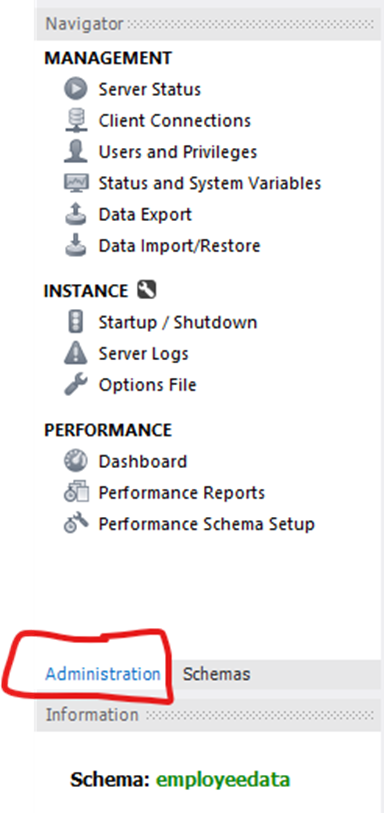 Navigator
MANAGEMENT
Server Status
Client Connections
Users and Privileges
Status and System Variables
Data Export
Data Import/Restore
INSTANCE
Startup / Shutdown
Server Logs
Options File
PERFORMANCE
Dashboard
Performance Reports
Performance Schema Setup
Administration Schemas
Information
Schema: employeedata